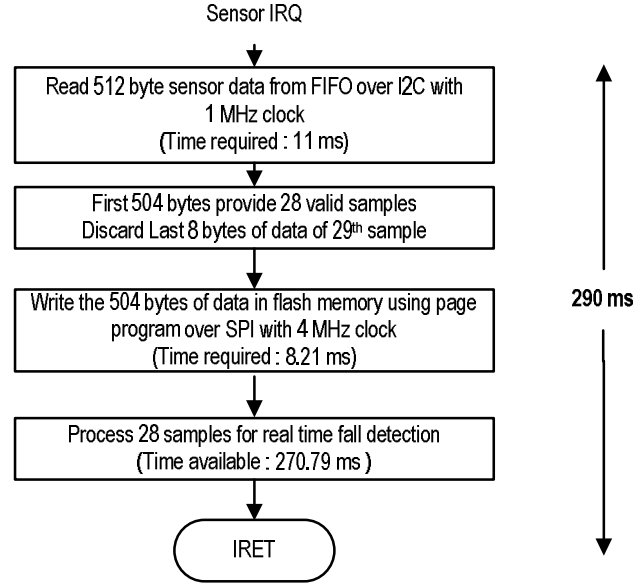 Sensor IRQ
Read 512 byte sensor data from FIFO over I2C with
1 MHz clock
(Time required : 11 ms)
First 504 bytes provide 28 valid samples
Discard Last 8 bytes of data of 29th sample
Write the 504 bytes of data in flash memory using page
program over SPI with 4 MHz clock
(Time required : 8.21 ms)
290 ms
Process 28 samples for real time fall detection
(Time available : 270.79 ms )
IRET